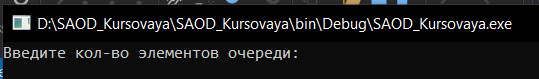 D:\SAOD_Kursovaya\SAOD_Kursovaya\bin\Debug\SAOD_Kursovaya.exe
Введите кол-во элементов очереди: